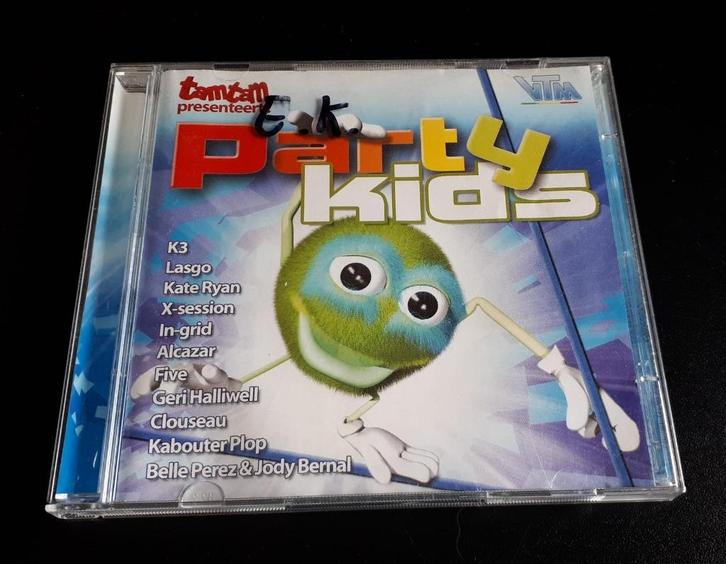 tamtam
presenteert
VTM
E.K.
Party
kids
K3
Lasgo
Kate Ryan
X-session
In-grid
Alcazar
Five
Geri Halliwell
Clouseau
Kabouter Plop
Belle Perez & Jody Bernal